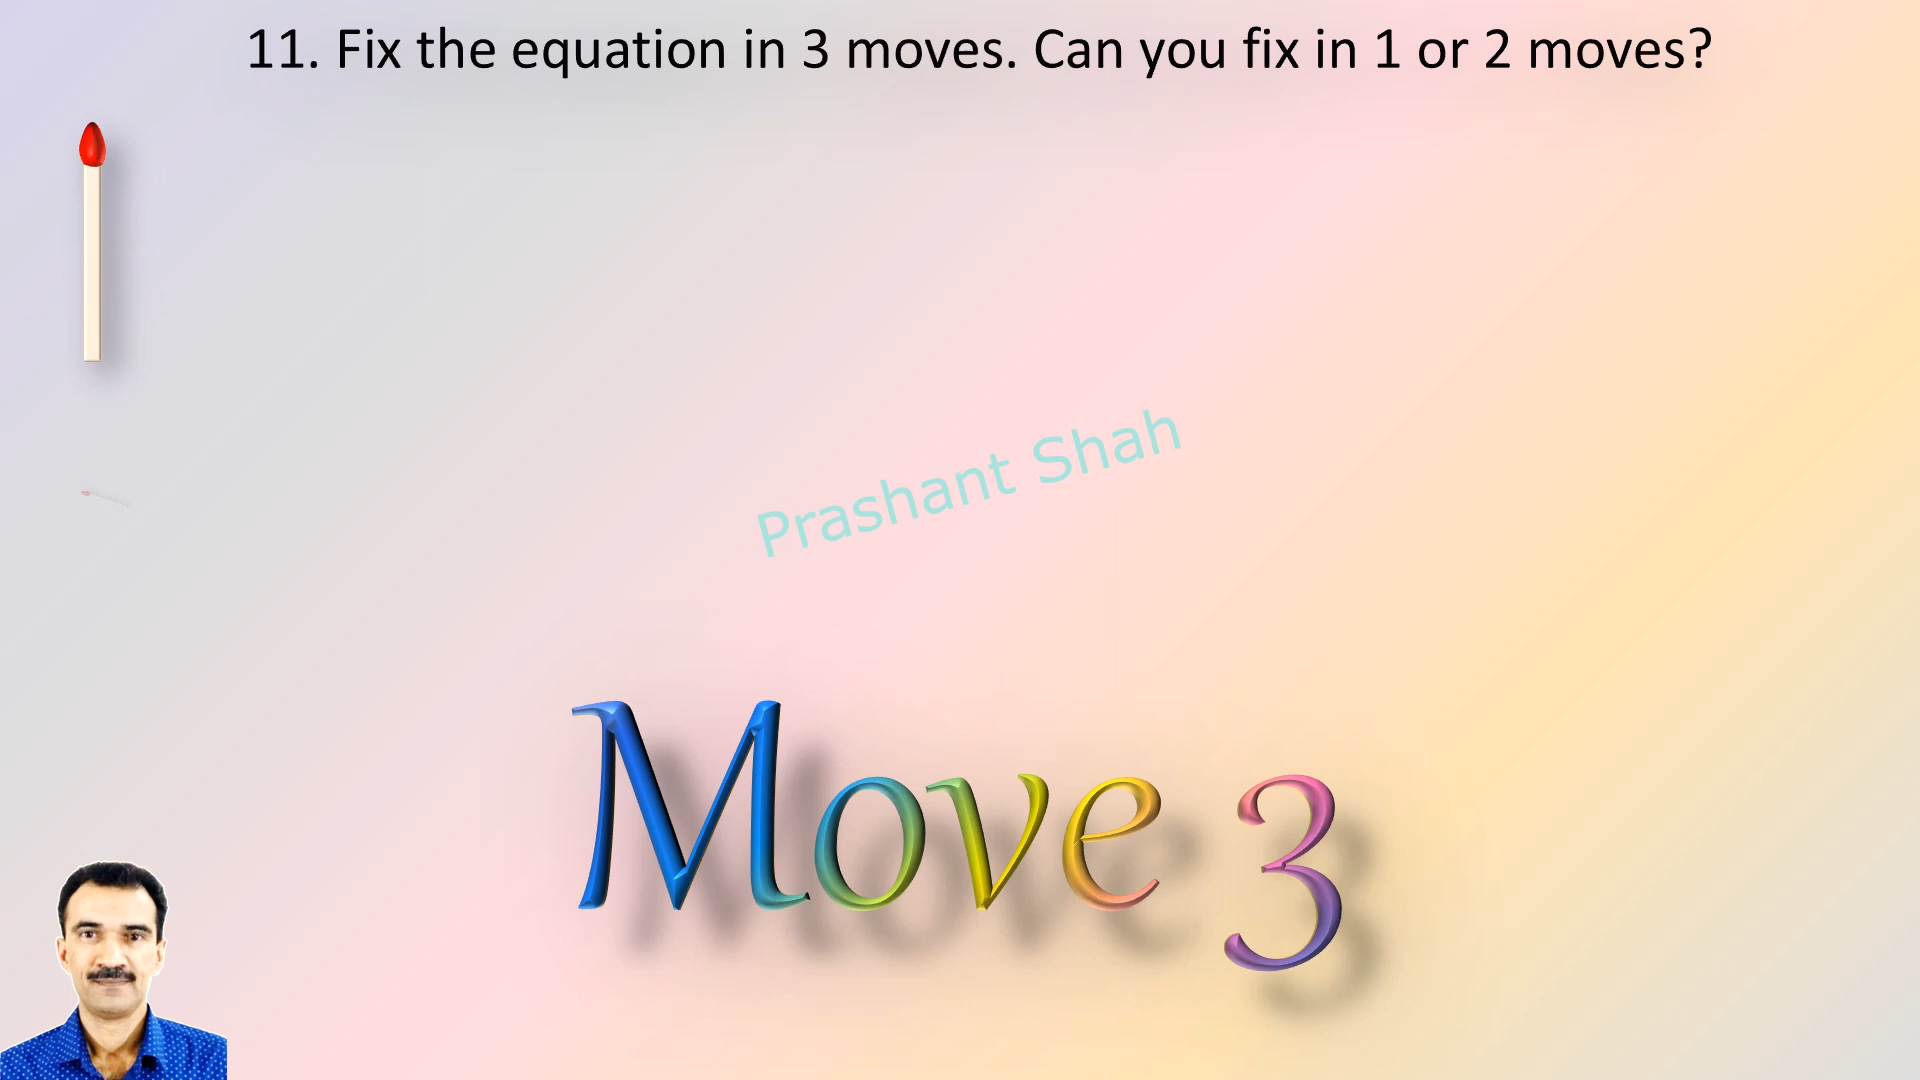 11. Fix the equation in 3 moves. Can you fix in 1 or 2 moves?
Prashant Shah
Move 3